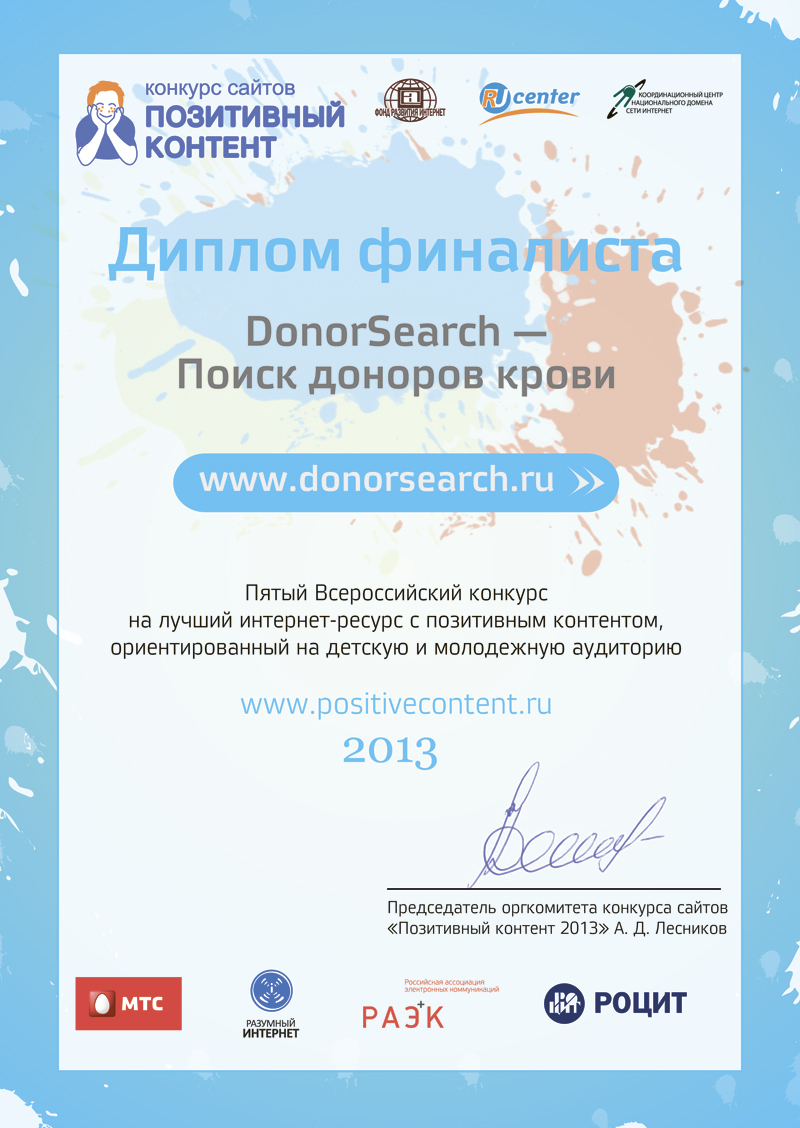 конкурс сайтов
ПОЗИТИВНЫЙ
КОНТЕНТ
ФОНД РАЗВИТИЯ ИНТЕРНЕТ
RU center
КООРДИНАЦИОННЫЙ ЦЕНТР
НАЦИОНАЛЬНОГО ДОМЕНА
СЕТИ ИНТЕРНЕТ
Диплом финалиста
DonorSearch —
Поиск доноров крови
www.donorsearch.ru
Пятый Всероссийский конкурс
на лучший интернет-ресурс с позитивным контентом,
ориентированный на детскую и молодежную аудиторию
www.positivecontent.ru
2013
Председатель оргкомитета конкурса сайтов
«Позитивный контент 2013» А. Д. Лесников
МТС
РАЗУМНЫЙ
ИНТЕРНЕТ
Российская ассоциация
электронных коммуникаций
РАЭК
РОЦИТ